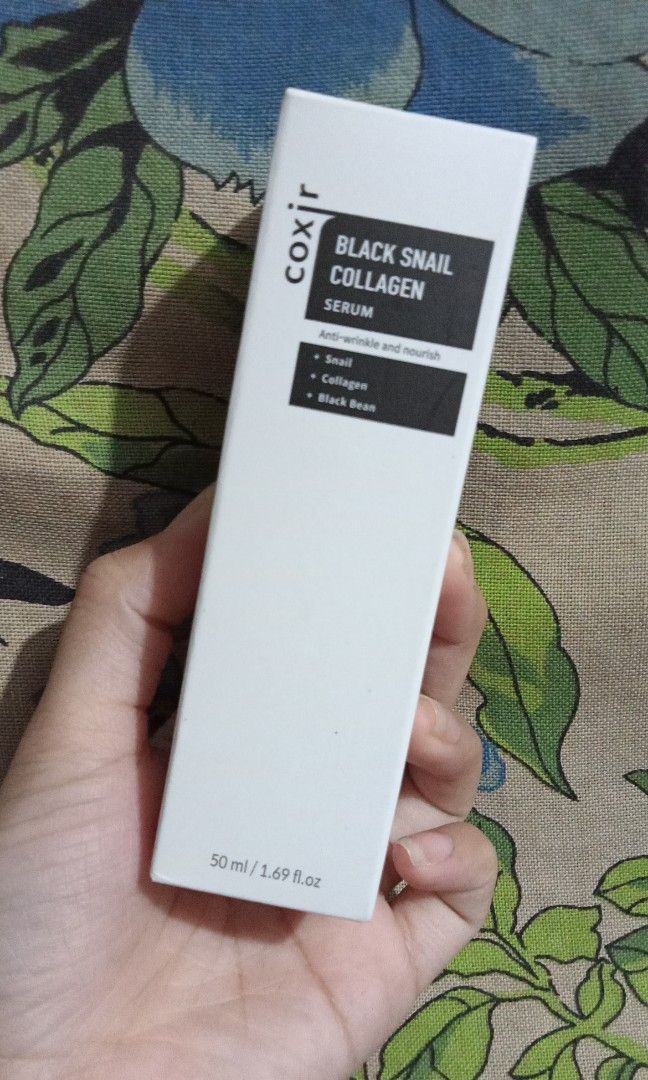 coxir
BLACK SNAIL
COLLAGEN
SERUM
Anti-wrinkle and nourish
+ Snail
+ Collagen
+ Black Bean
50 ml / 1.69 fl.oz